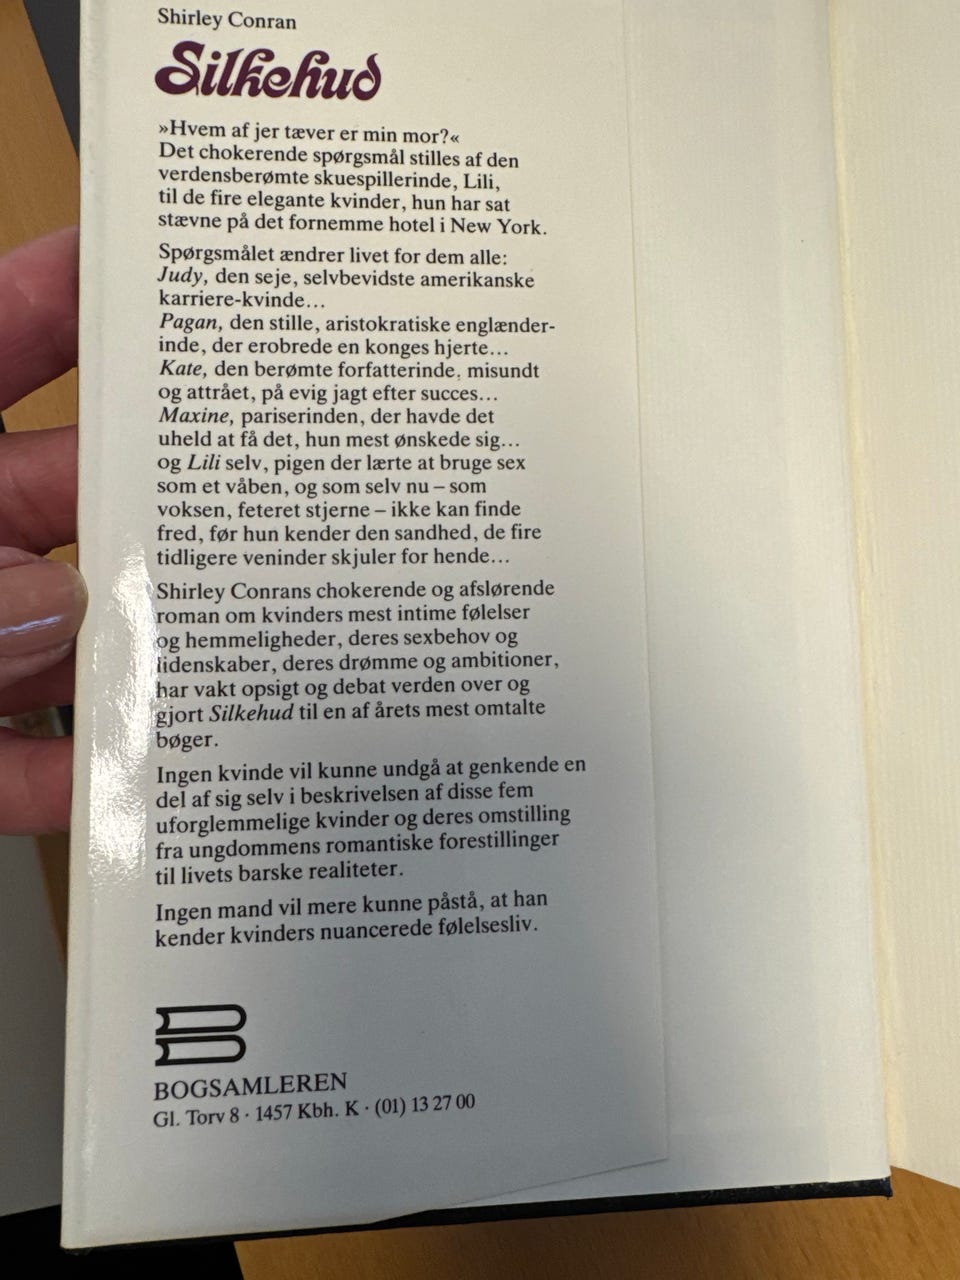 Shirley Conran
Silkehud
»Hvem af jer tæver er min mor?«
Det chokerende spørgsmål stilles af den
verdensberømte skuespillerinde, Lili,
til de fire elegante kvinder, hun har sat
stævne på det fornemme hotel i New York.
Spørgsmålet ændrer livet for dem alle:
Judy, den seje, selvbevidste amerikanske
karriere-kvinde...
Pagan, den stille, aristokratiske englænder-
inde, der erobrede en konges hjerte...
Kate, den berømte forfatterinde, misundt
og attrået, på evig jagt efter succes...
Maxine, pariserinden, der havde det
uheld at få det, hun mest ønskede sig...
og Lili selv, pigen der lærte at bruge sex
som et våben, og som selv nu – som
voksen, feteret stjerne – ikke kan finde
fred, før hun kender den sandhed, de fire
tidligere veninder skjuler for hende...
Shirley Conrans chokerende og afslørende
roman om kvinders mest intime følelser
og hemmeligheder, deres sexbehov og
lidenskaber, deres drømme og ambitioner,
har vakt opsigt og debat verden over og
gjort Silkehud til en af årets mest omtalte
bøger.
Ingen kvinde vil kunne undgå at genkende en
del af sig selv i beskrivelsen af disse fem
uforglemmelige kvinder og deres omstilling
fra ungdommens romantiske forestillinger
til livets barske realiteter.
Ingen mand vil mere kunne påstå, at han
kender kvinders nuancerede følelsesliv.
BOGSAMLEREN
Gl. Torv 8 · 1457 Kbh. K · (01) 13 27 00